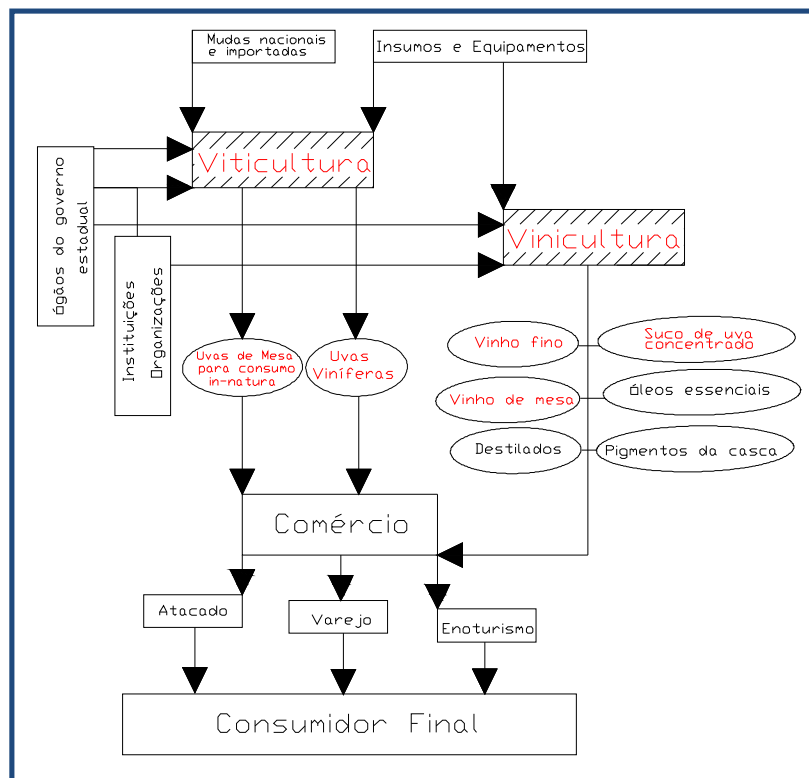 Mudas nacionais
e importadas
Insumos e Equipamentos
Viticultura
Ógãos do governo
estadual
Vinicultura
Instituições
Organizações
Uvas de Mesa
para consumo
in-natura
Uvas
Viníferas
Vinho fino
Suco de uva
concentrado
Vinho de mesa
Óleos essenciais
Destilados
Pigmentos da casca
Comércio
Atacado
Varejo
Enoturismo
Consumidor Final